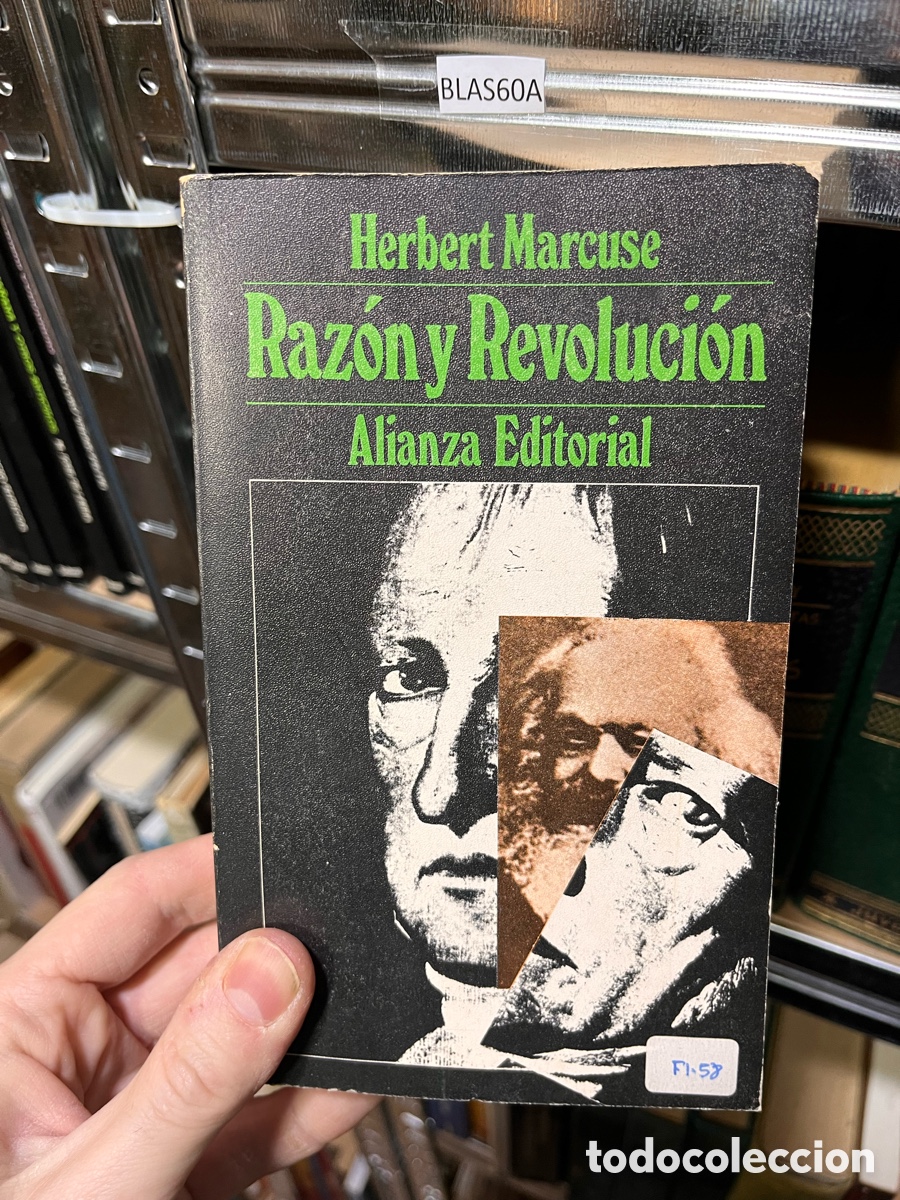 BLAS60A
Herbert Marcuse
Razón y Revolución
Alianza Editorial
F1.58
todocoleccion